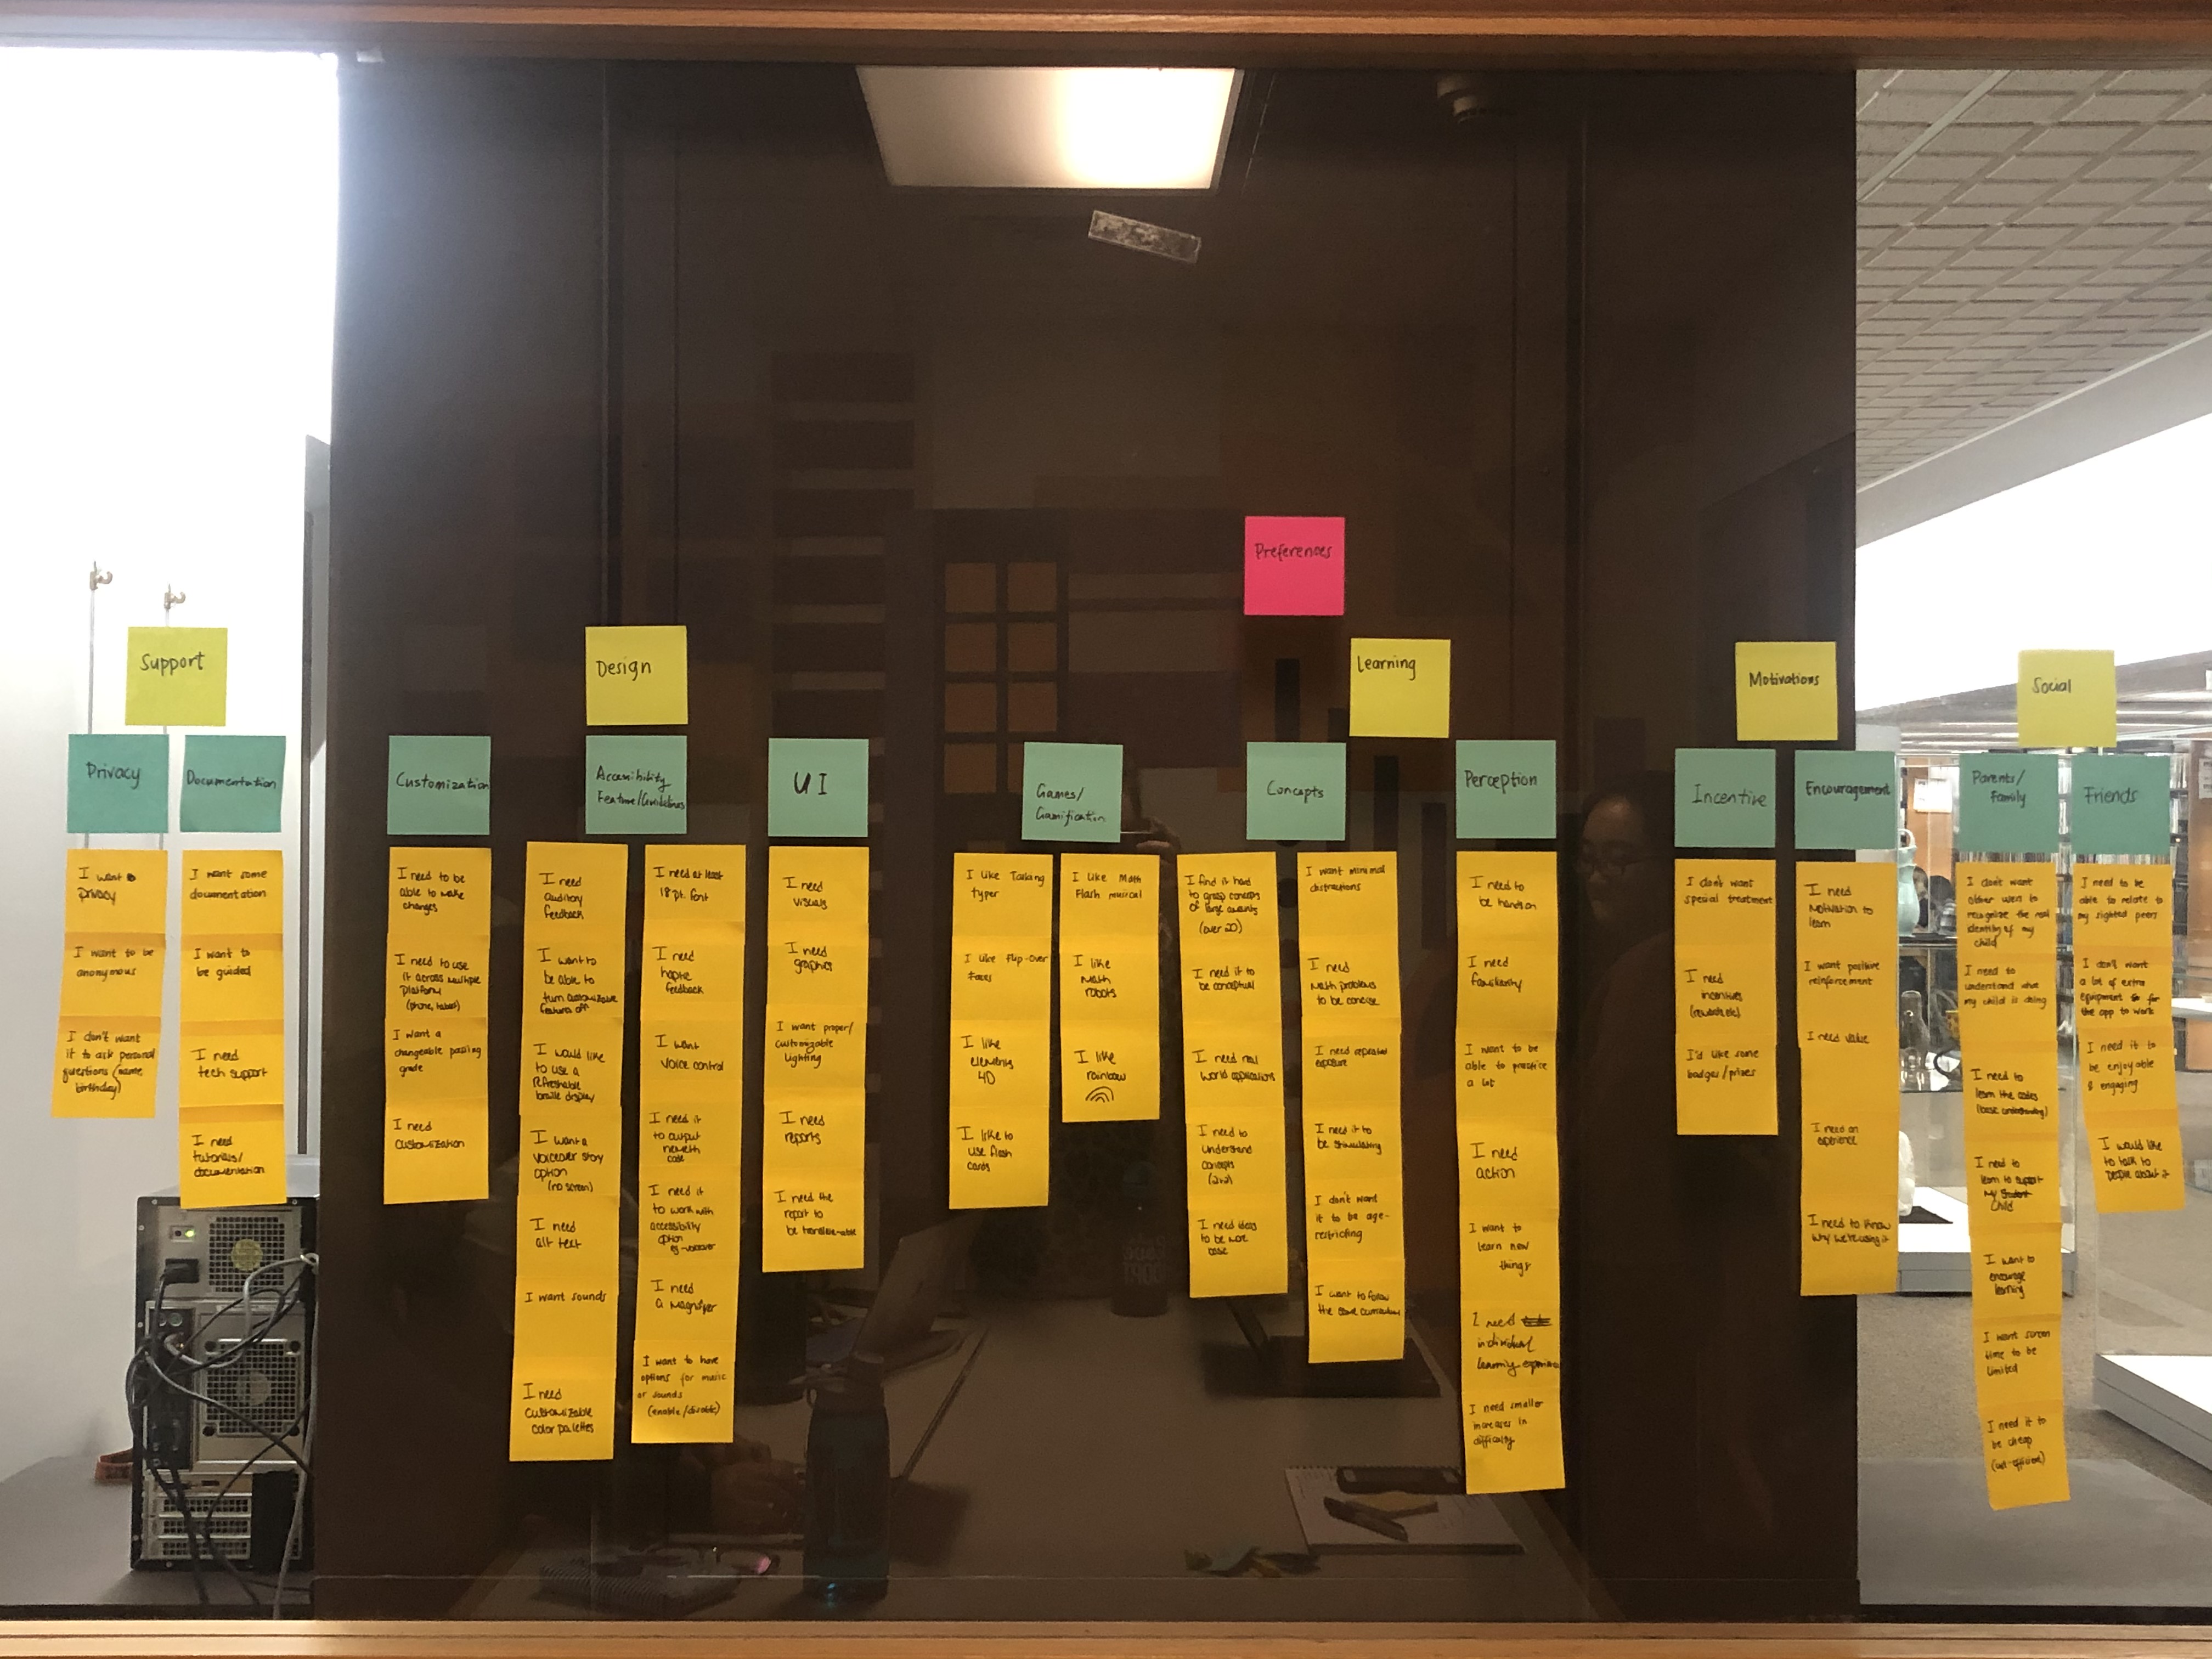 Preferences
Support
Design
Learning
Motivations
Social
Privacy
Documentation
Customization
Accessibility
Feature/Guidelines
UI
Games/
Gamification
Concepts
Perception
Incentive
Encouragement
Parents/
Family
Friends
I want
privacy
I want to be
anonymous
I don't want
it to ask personal
questions (name
birthday)
I want some
documentation
I want to
be guided
I need
tech support
I need
tutorials/
documentation
I need to be
able to make
changes
I need to use
it across multiple
platform
(phone, tablet)
I want a
changeable passing
grade
I need
customization
I need
auditory
feedback
I want to
be able to
turn customizable
features off
I would like
to use a
refreshable
braille display
I want a
voiceover story
option
(no screen)
I need
alt text
I want sounds
I need
customizable
color palettes
I need at least
18 pt. font
I need
haptic
feedback
I want
voice control
I need it
to output
nemeth
code
I need it
to work with
accessibility
option
eg - voiceover
I need
a magnifier
I want to have
options for music
or sounds
(enable/disable)
I need
visuals
I need
graphics
I want proper/
customizable
lighting
I need
reports
I need the
report to
be
I like Talking
typer
I like Flip-Over
Faces
I like
elements
4D
I like to
use flash
cards
I like Math
Flash musical
I like
Math
robots
I like
rainbow
I find it hard
to grasp concepts
of large amounts
(over 20)
I need it to
be conceptual
I need real
world applications
I need to
understand
concepts
(2+2)
I need ideas
to be more
I want minimal
distractions
I need
math problems
to be concise
I need repeated
exposure
I need it to
be stimulating
I don't want
it to be age-
restricting
I want to follow
the curriculum
I need to
be hands on
I need
familiarity
I want to be
able to practice
a lot
I need
action
I want to
learn new
things
I need
individual
learning experience
I need smaller
increases in
difficulty
I don't want
special treatment
I need
incentives
(rewards, etc)
I'd like some
badges/prizes
I need
motivation to
learn
I want positive
reinforcement
I need value
I need an
experience
I need to know
why we're using it
I don't want
other users to
recognize the real
identity of my
child
I need to
understand what
my child is doing
I need to
learn the codes
(basic understanding)
I need to
learn to support
my
child
I want to
encourage
learning
I want screen
time to be
limited
I need it to
be cheap
I need to be
able to relate to
my sighted peers
I don't want
a lot of extra
equipment for
the app to work
I need it to
be enjoyable
& engaging
I would like
to talk to
people about it